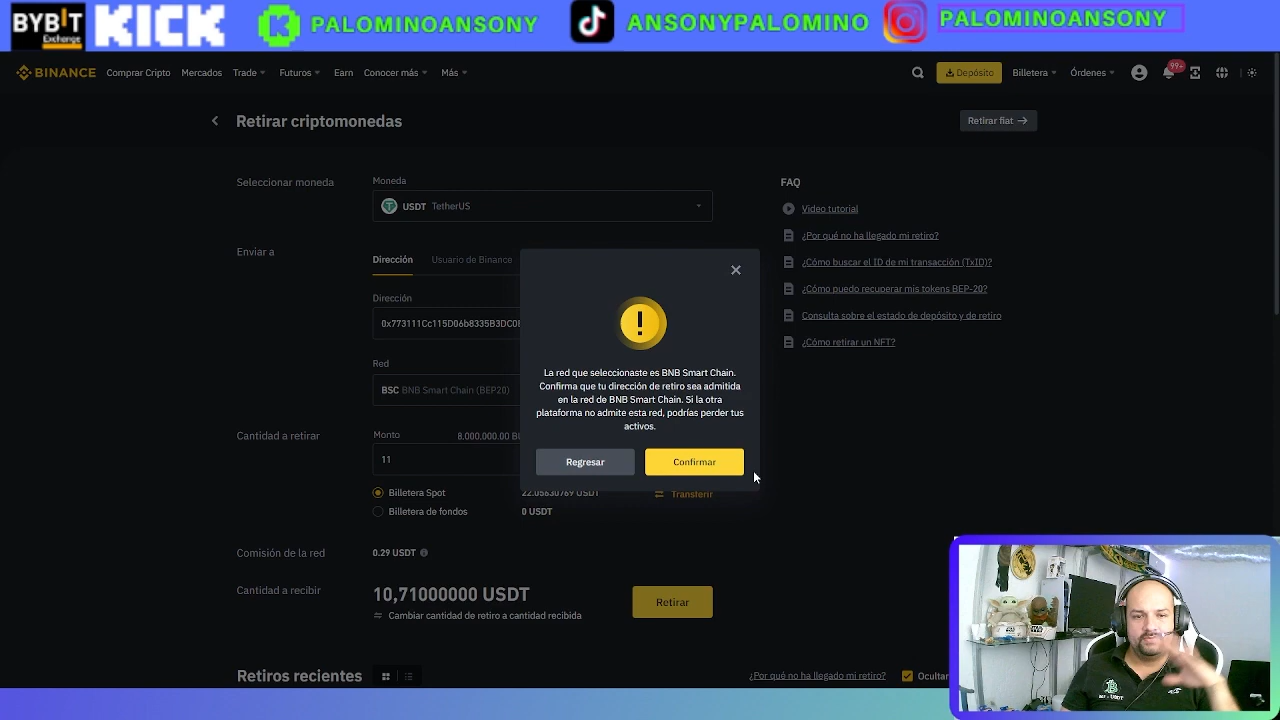 BYBIT
Exchange
KICK
PALOMINOANSONY
ANSONYPALOMINO
PALOMINOANSONY
BINANCE
Comprar Cripto
Mercados
Trade
Futuros
Earn
Conocer más
Más
Depósito
Billetera
Órdenes
99+
Retirar criptomonedas
Retirar fiat
Seleccionar moneda
Moneda
USDT TetherUS
Enviar a
Dirección
Usuario de Binance
Dirección
Red
BSC BNB Smart Chain (BEP20)
Cantidad a retirar
Monto
11
Billetera Spot
22.05630769 USDT
Transferir
Billetera de fondos
0 USDT
Comisión de la red
0.29 USDT
Cantidad a recibir
10,71000000 USDT
Cambiar cantidad de retiro a cantidad recibida
Retirar
FAQ
Video tutorial
¿Por qué no ha llegado mi retiro?
¿Cómo buscar el ID de mi transacción (TxID)?
¿Cómo puedo recuperar mis tokens BEP-20?
Consulta sobre el estado de depósito y de retiro
¿Cómo retirar un NFT?
La red que seleccionaste es BNB Smart Chain.
Confirma que tu dirección de retiro sea admitida
en la red de BNB Smart Chain. Si la otra
plataforma no admite esta red, podrías perder tus
activos.
Regresar
Confirmar
Retiros recientes
¿Por qué no ha llegado mi retiro?
Ocultar
STAR WARS